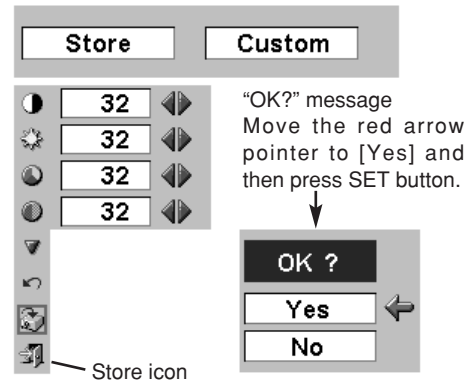 Store Custom
32
32
32
32
“OK?” message
Move the red arrow
pointer to [Yes] and
then press SET button.
OK ?
Yes
No
Store icon